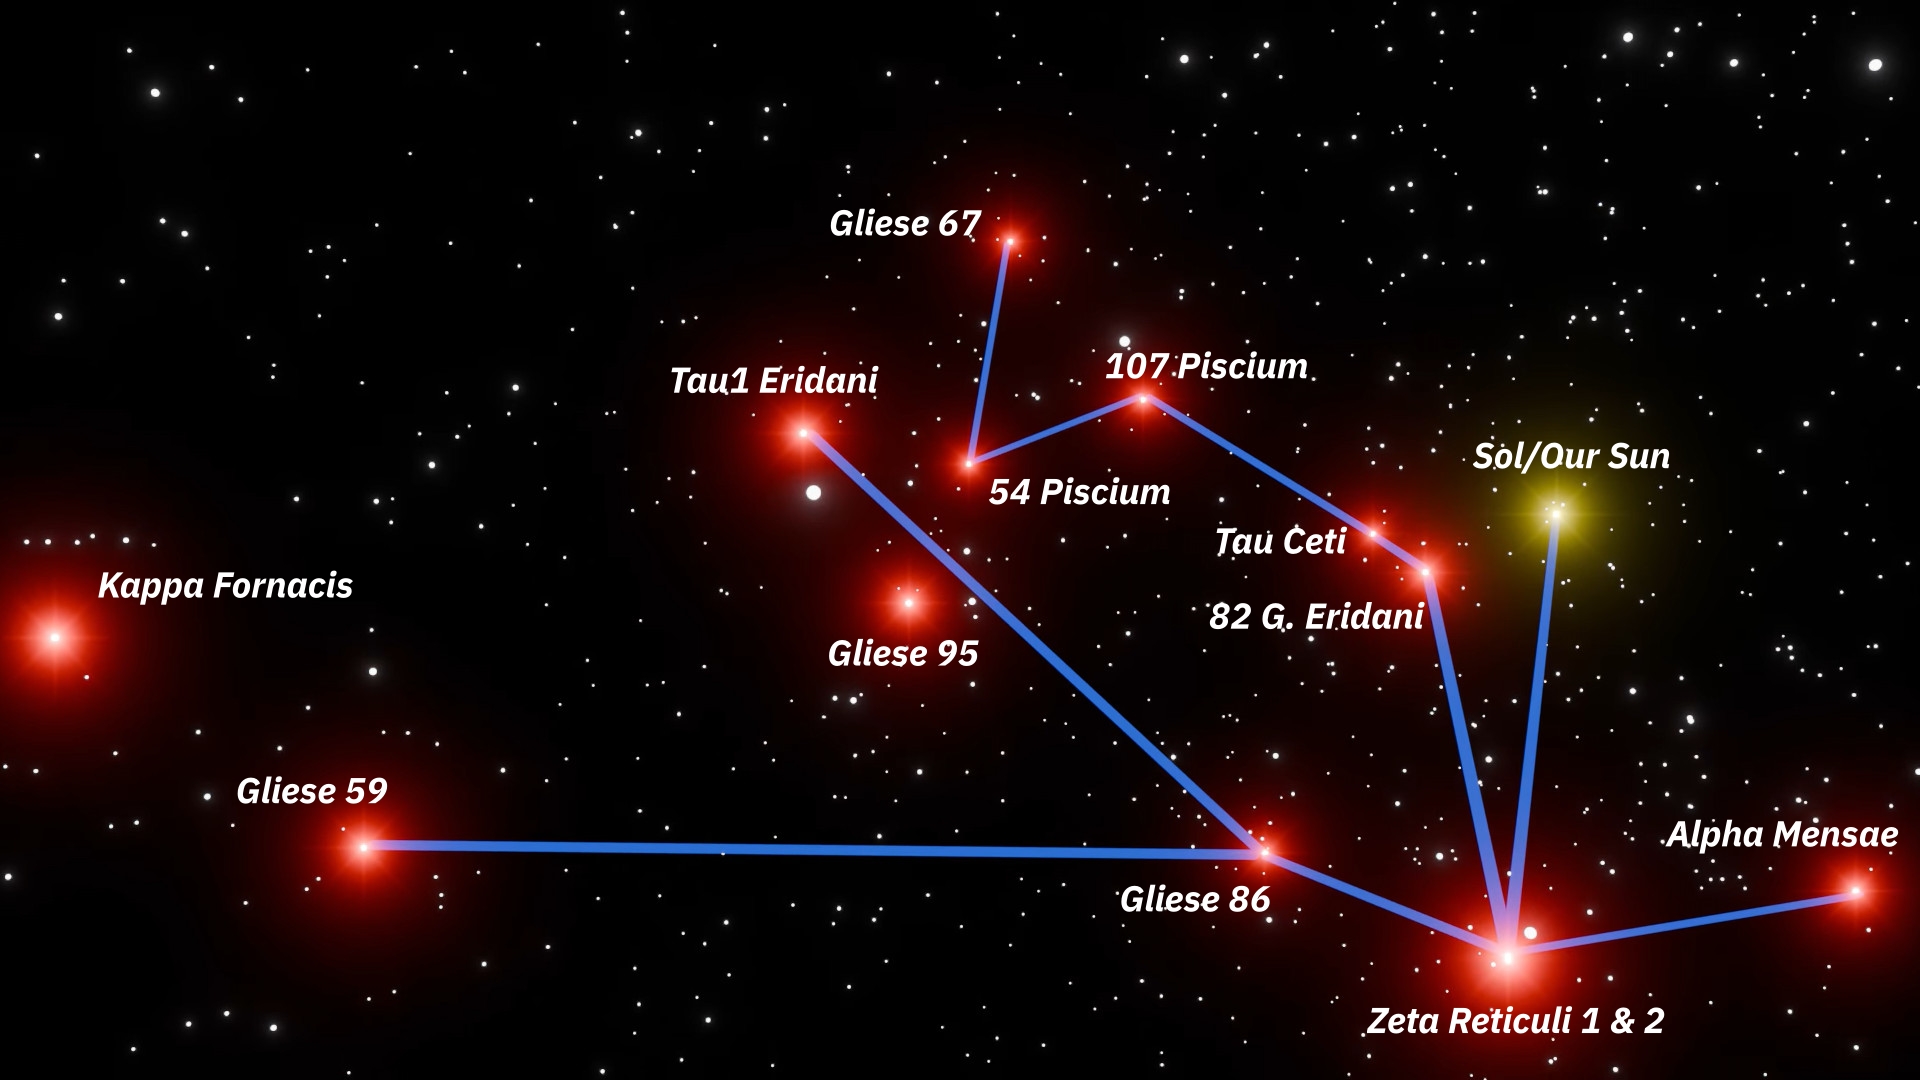 Gliese 67
107 Piscium
Tau1 Eridani
Sol/Our Sun
54 Piscium
Tau Ceti
Kappa Fornacis
82 G. Eridani
Gliese 95
Gliese 59
Alpha Mensae
Gliese 86
Zeta Reticuli 1 & 2